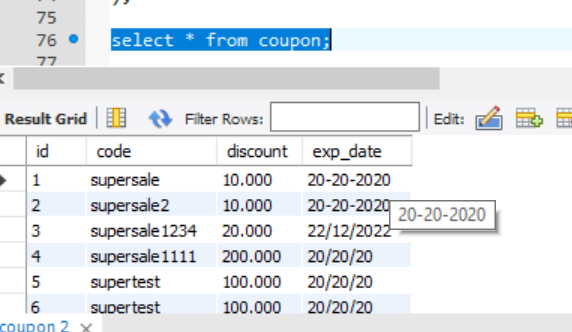 75
76 select * from coupon;
77
Result Grid Filter Rows: Edit:
id code discount exp_date
1 supersale 10.000 20-20-2020
2 supersale2 10.000 20-20-2020
20-20-2020
3 supersale1234 20.000 22/12/2022
4 supersale1111 200.000 20/20/20
5 supertest 100.000 20/20/20
6 supertest 100.000 20/20/20
coupon 2